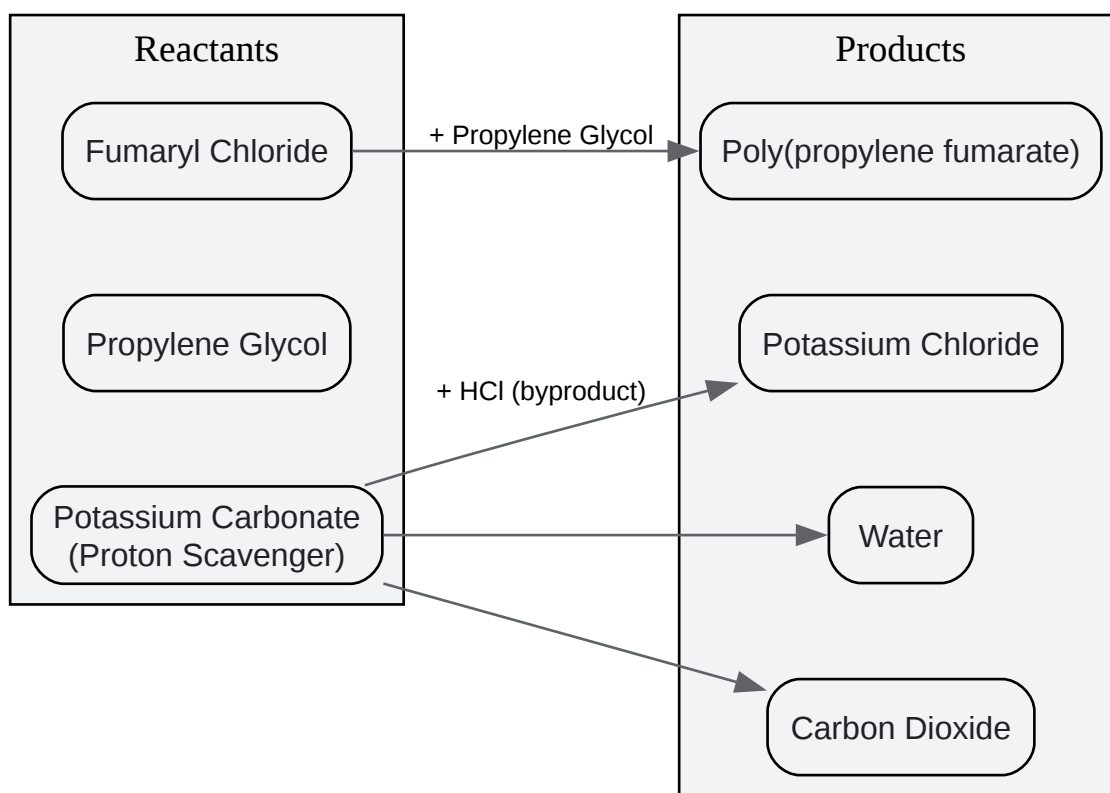 Reactants
Products
Fumaryl Chloride
+ Propylene Glycol
Poly(propylene fumarate)
Propylene Glycol
Potassium Chloride
+ HCl (byproduct)
Potassium Carbonate
(Proton Scavenger)
Water
Carbon Dioxide